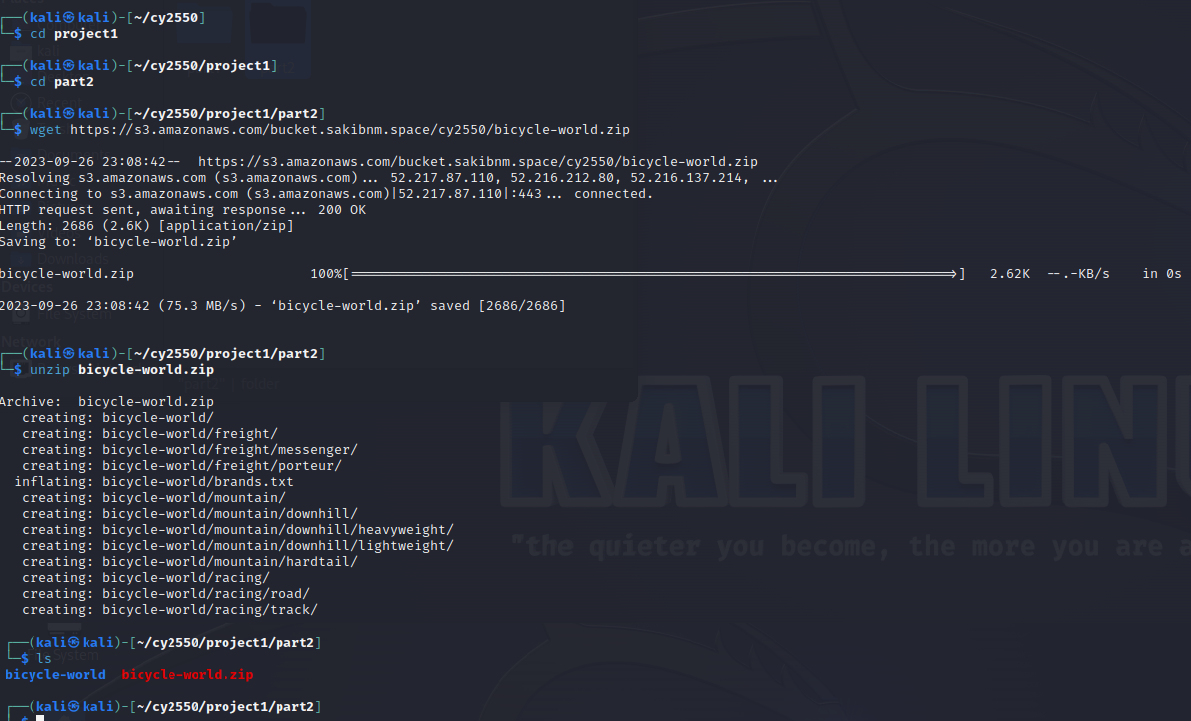 ┌──(kali㉿kali)-[~/cy2550]
└─$ cd project1
┌──(kali㉿kali)-[~/cy2550/project1]
└─$ cd part2
┌──(kali㉿kali)-[~/cy2550/project1/part2]
└─$ wget https://s3.amazonaws.com/bucket.sakibnm.space/cy2550/bicycle-world.zip
--2023-09-26 23:08:42-- https://s3.amazonaws.com/bucket.sakibnm.space/cy2550/bicycle-world.zip
Resolving s3.amazonaws.com (s3.amazonaws.com)... 52.217.87.110, 52.216.212.80, 52.216.137.214, ...
Connecting to s3.amazonaws.com (s3.amazonaws.com)|52.217.87.110|:443... connected.
HTTP request sent, awaiting response... 200 OK
Length: 2686 (2.6K) [application/zip]
Saving to: ‘bicycle-world.zip’
bicycle-world.zip 100%[===================>] 2.62K --.-KB/s in 0s
2023-09-26 23:08:42 (75.3 MB/s) - ‘bicycle-world.zip’ saved [2686/2686]
┌──(kali㉿kali)-[~/cy2550/project1/part2]
└─$ unzip bicycle-world.zip
Archive: bicycle-world.zip
creating: bicycle-world/
creating: bicycle-world/freight/
creating: bicycle-world/freight/messenger/
creating: bicycle-world/freight/porteur/
inflating: bicycle-world/brands.txt
creating: bicycle-world/mountain/
creating: bicycle-world/mountain/downhill/
creating: bicycle-world/mountain/downhill/heavyweight/
creating: bicycle-world/mountain/downhill/lightweight/
creating: bicycle-world/mountain/hardtail/
creating: bicycle-world/racing/
creating: bicycle-world/racing/road/
creating: bicycle-world/racing/track/
┌──(kali㉿kali)-[~/cy2550/project1/part2]
└─$ ls
bicycle-world bicycle-world.zip
┌──(kali㉿kali)-[~/cy2550/project1/part2]
└─$
KALI LINU
"the quieter you become, the more you are a
Downloads
Devices
Network